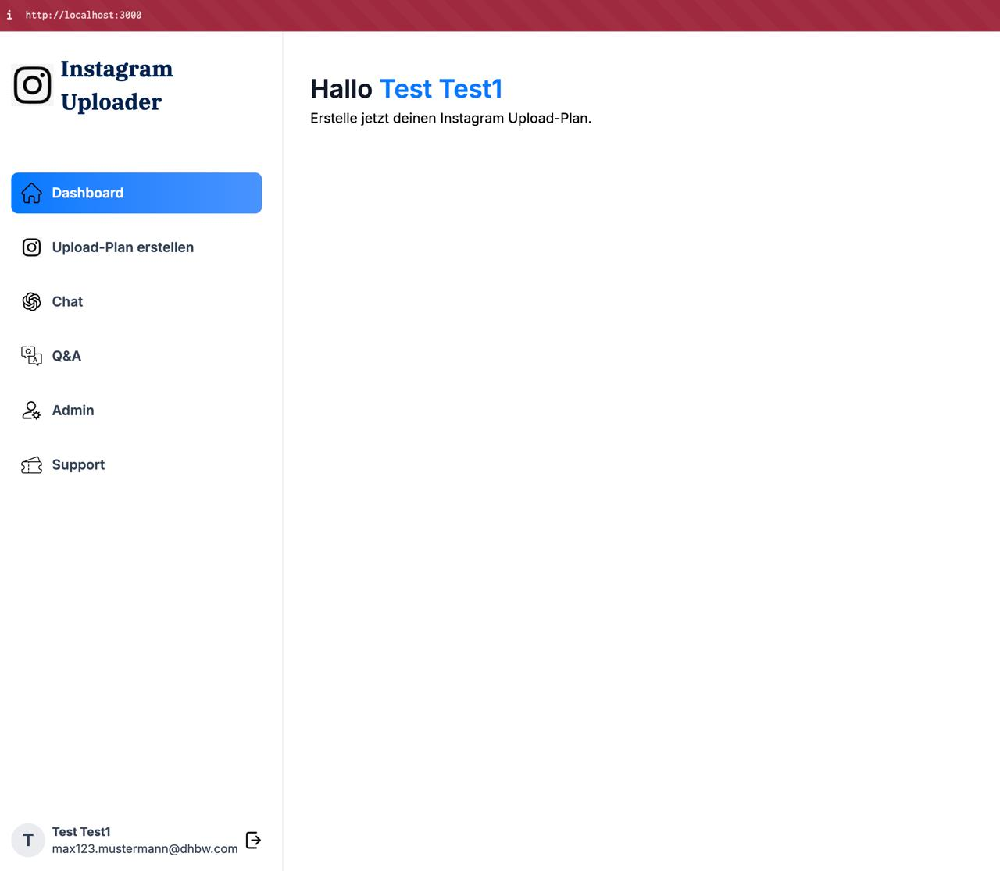 i http://localhost:3000
Instagram
Uploader
Hallo Test Test1
Erstelle jetzt deinen Instagram Upload-Plan.
Dashboard
Upload-Plan erstellen
Chat
Q A
Q&A
Admin
Support
T
Test Test1
max123.mustermann@dhbw.com